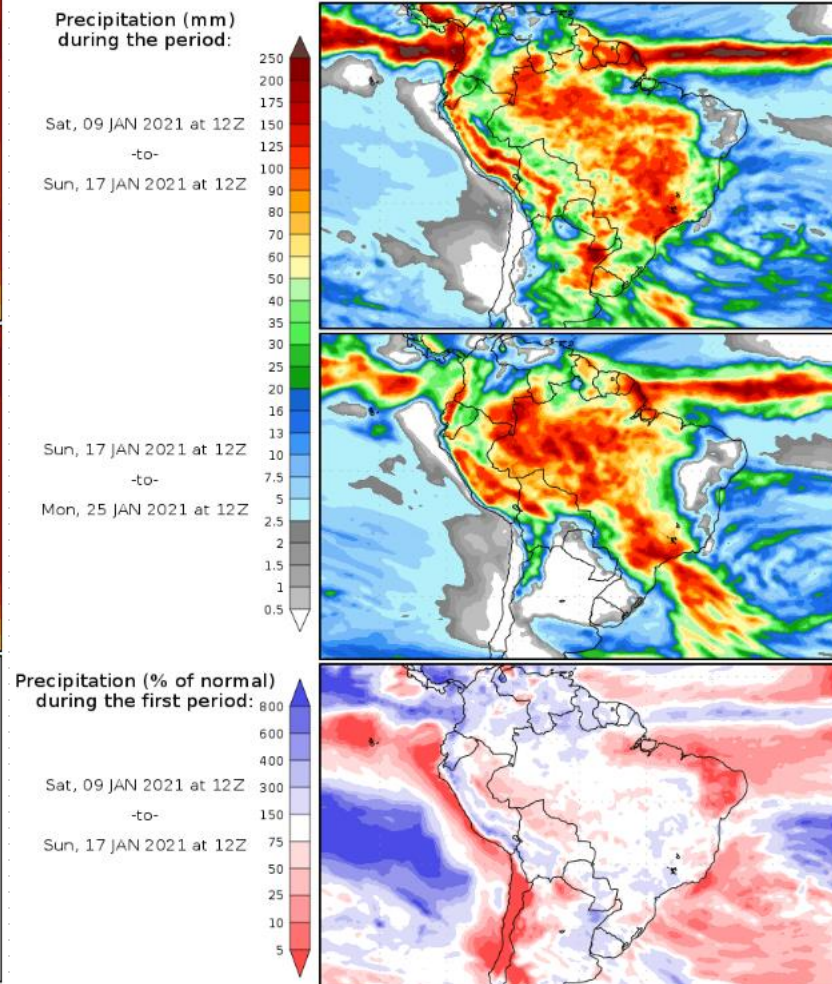 Precipitation (mm)
during the period:
250
200
175
150
125
100
90
80
70
60
50
40
35
30
25
20
16
13
10
7.5
5
2.5
2
1.5
1
0.5
Sat, 09 JAN 2021 at 12Z
-to-
Sun, 17 JAN 2021 at 12Z
Sun, 17 JAN 2021 at 12Z
-to-
Mon, 25 JAN 2021 at 12Z
Precipitation (% of normal)
during the first period:
800
600
400
300
150
75
50
25
10
5
Sat, 09 JAN 2021 at 12Z
-to-
Sun, 17 JAN 2021 at 12Z